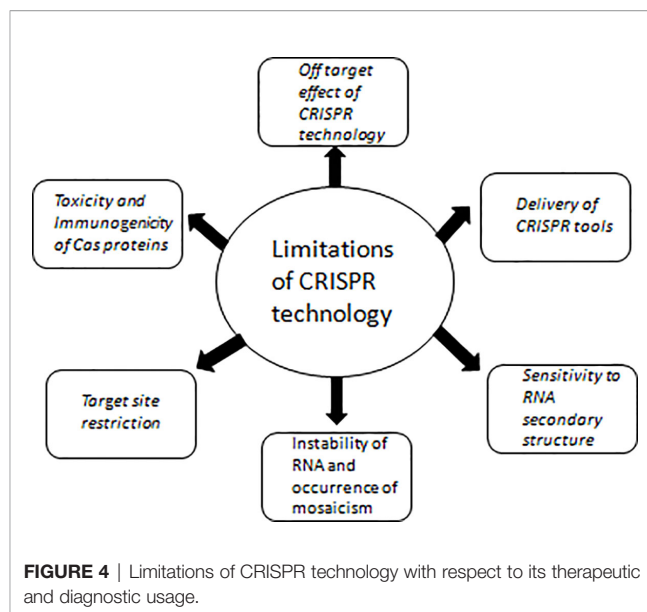 Off target
effect of
CRISPR
technology
Toxicity and
Immunogenicity
of Cas proteins
Delivery of
CRISPR tools
Limitations
of CRISPR
technology
Target site
restriction
Sensitivity to
RNA
secondary
structure
Instability of
RNA and
occurrence of
mosaicism
FIGURE 4 | Limitations of CRISPR technology with respect to its therapeutic
and diagnostic usage.